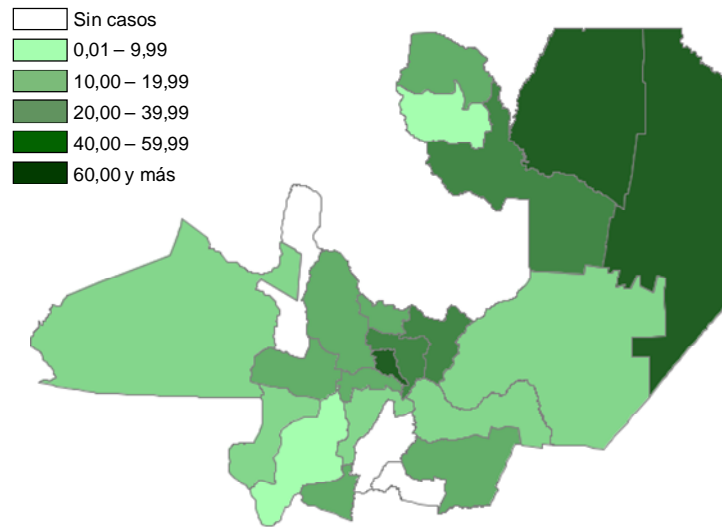 Sin casos
0,01 – 9,99
10,00 – 19,99
20,00 – 39,99
40,00 – 59,99
60,00 y más